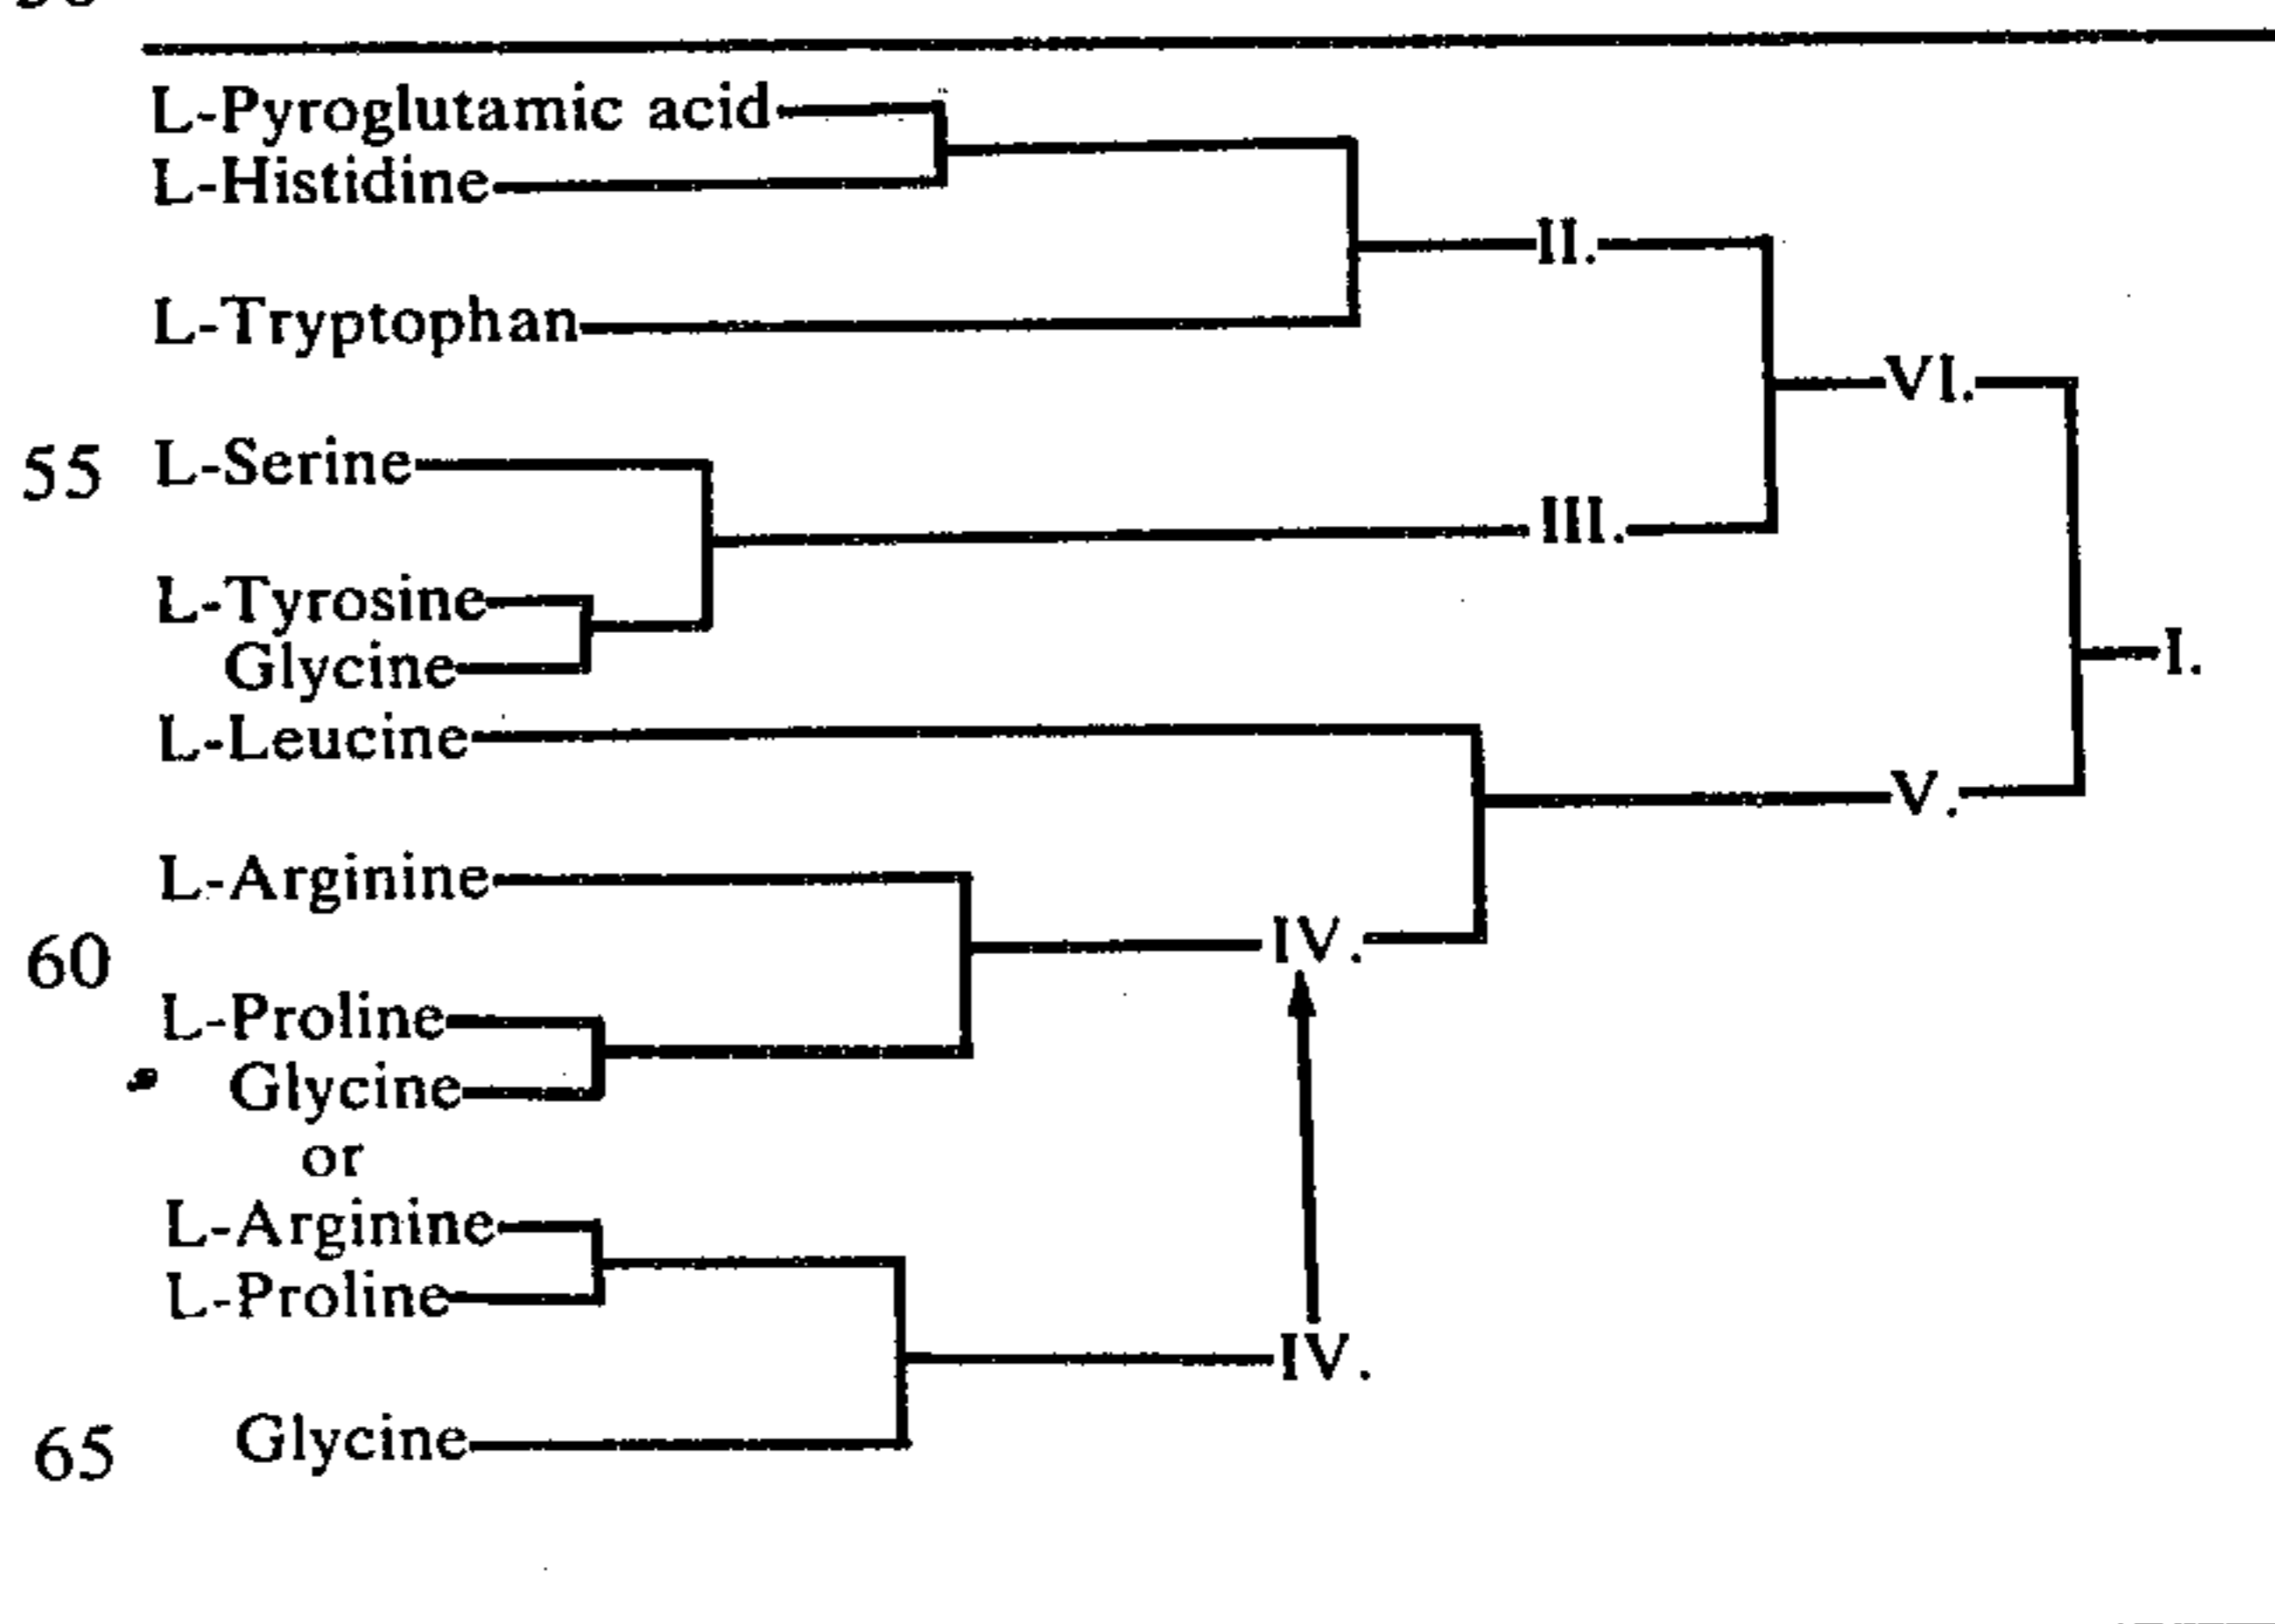 L-Pyroglutamic acid
L-Histidine
II.
L-Tryptophan
VI.
55 L-Serine
III.
L-Tyrosine
I.
Glycine
L-Leucine
V.
L-Arginine
60 IV.
L-Proline
Glycine
or
L-Arginine
L-Proline
IV.
65 Glycine